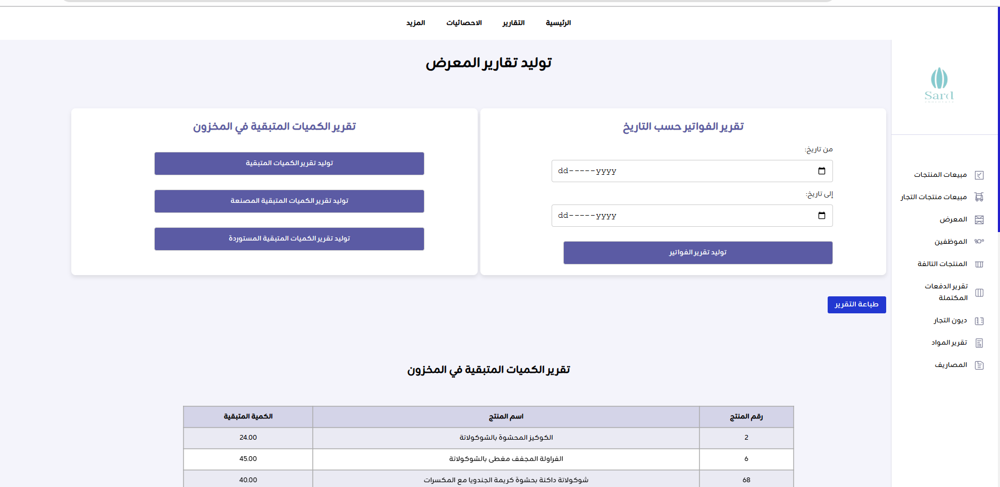 الرئيسية التقارير الاحصائيات المزيد
Sard
توليد تقارير المعرض
تقرير الفواتير حسب التاريخ
من تاريخ:
dd-----yyyy
إلى تاريخ:
dd-----yyyy
توليد تقرير الفواتير
تقرير الكميات المتبقية في المخزون
توليد تقرير الكميات المتبقية
توليد تقرير الكميات المتبقية المصنعة
توليد تقرير الكميات المتبقية المستوردة
مبيعات المنتجات
مبيعات منتجات التجار
المعرض
الموظفين
المنتجات التالفة
تقرير الدفعات
المكتملة
ديون التجار
تقرير المواد
المصاريف
طباعة التقرير
تقرير الكميات المتبقية في المخزون
رقم المنتج اسم المنتج الكمية المتبقية
2 الكوكيز المحشوة بالشوكولاتة 24.00
6 الفراولة المجفف مغطى بالشوكولاتة 45.00
68 شوكولاتة داكنة بحشوة كريمة الجندويا مع المكسرات 40.00